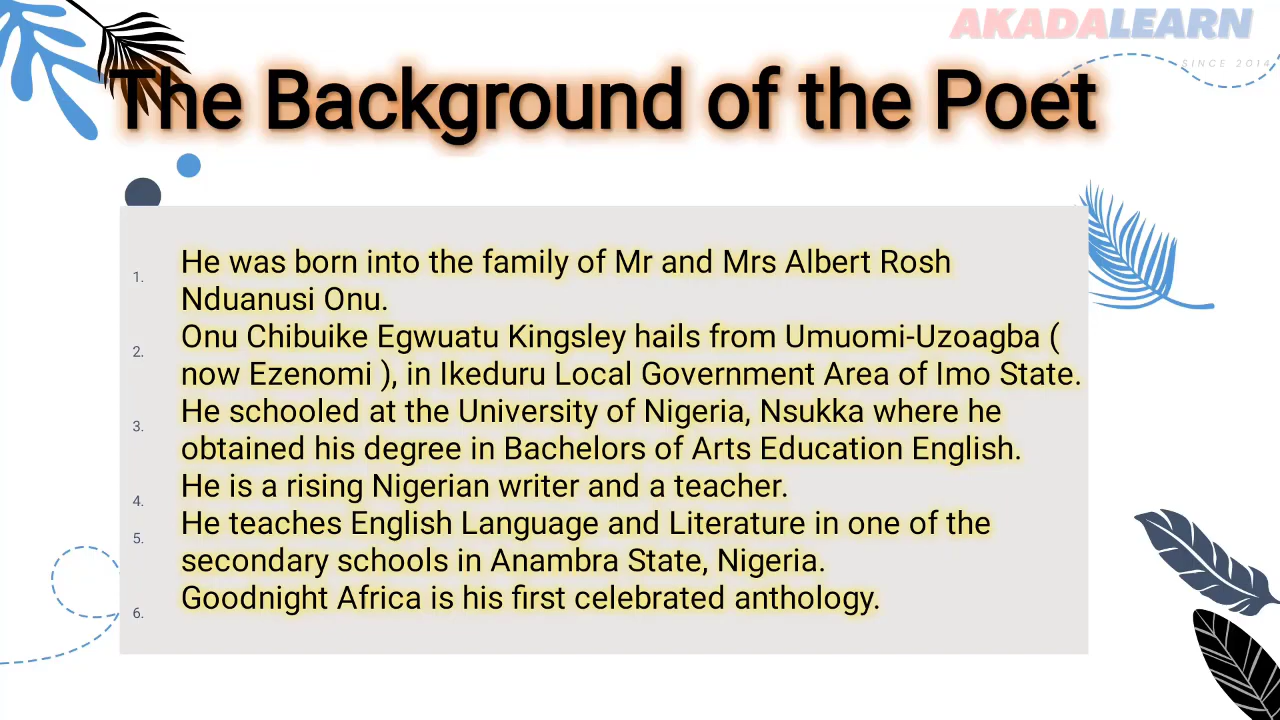 AKADALEARN
SINCE 2014
The Background of the Poet
1. He was born into the family of Mr and Mrs Albert Rosh
Nduanusi Onu.
2. Onu Chibuike Egwuatu Kingsley hails from Umuomi-Uzoagba (
now Ezenomi ), in Ikeduru Local Government Area of Imo State.
3. He schooled at the University of Nigeria, Nsukka where he
obtained his degree in Bachelors of Arts Education English.
4. He is a rising Nigerian writer and a teacher.
5. He teaches English Language and Literature in one of the
secondary schools in Anambra State, Nigeria.
6. Goodnight Africa is his first celebrated anthology.